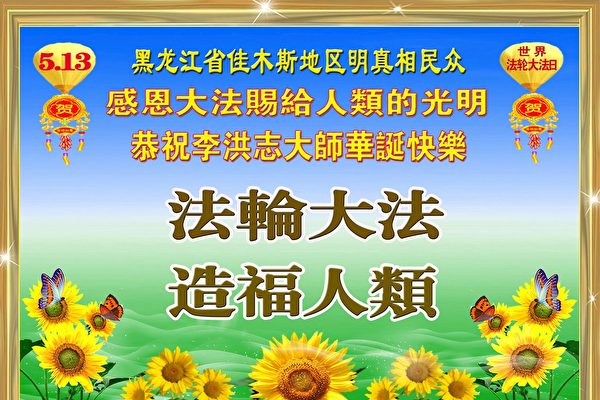 5.13
世界
法轮大法日
贺
贺
黑龙江省佳木斯地区明真相民众
感恩大法賜給人類的光明
恭祝李洪志大師華誕快樂
法輪大法
造福人類